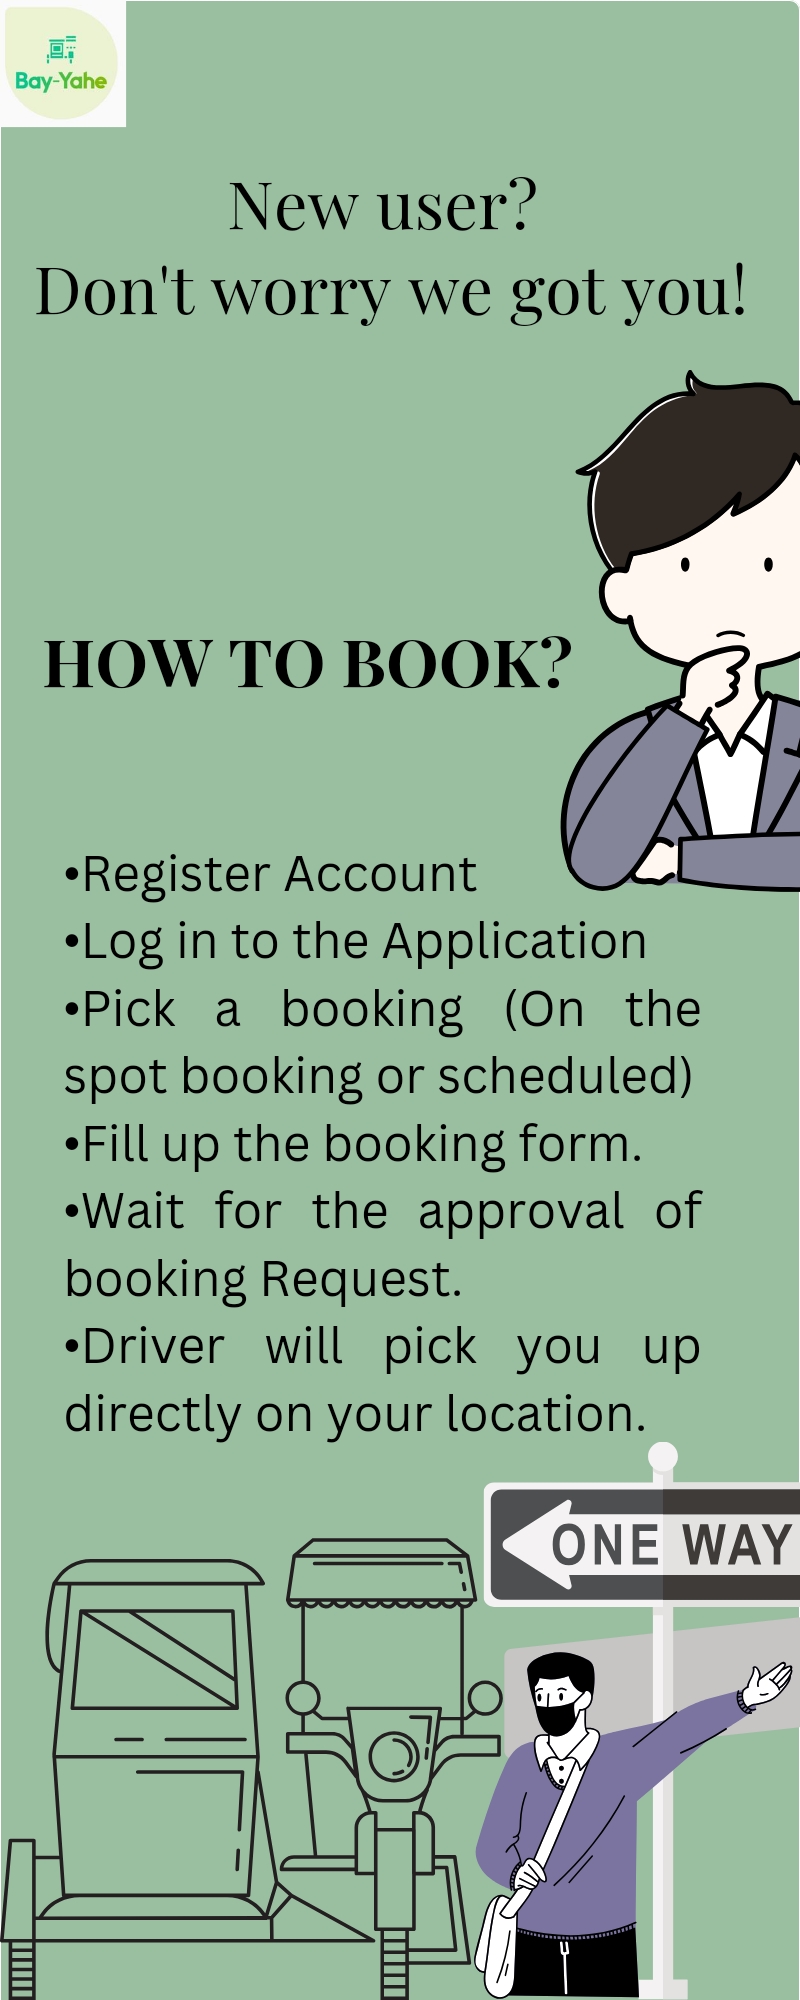 Bay-Yahe
New user?
Don't worry we got you!
HOW TO BOOK?
•Register Account
•Log in to the Application
•Pick a booking (On the
spot booking or scheduled)
•Fill up the booking form.
•Wait for the approval of
booking Request.
•Driver will pick you up
directly on your location.
ONE WAY